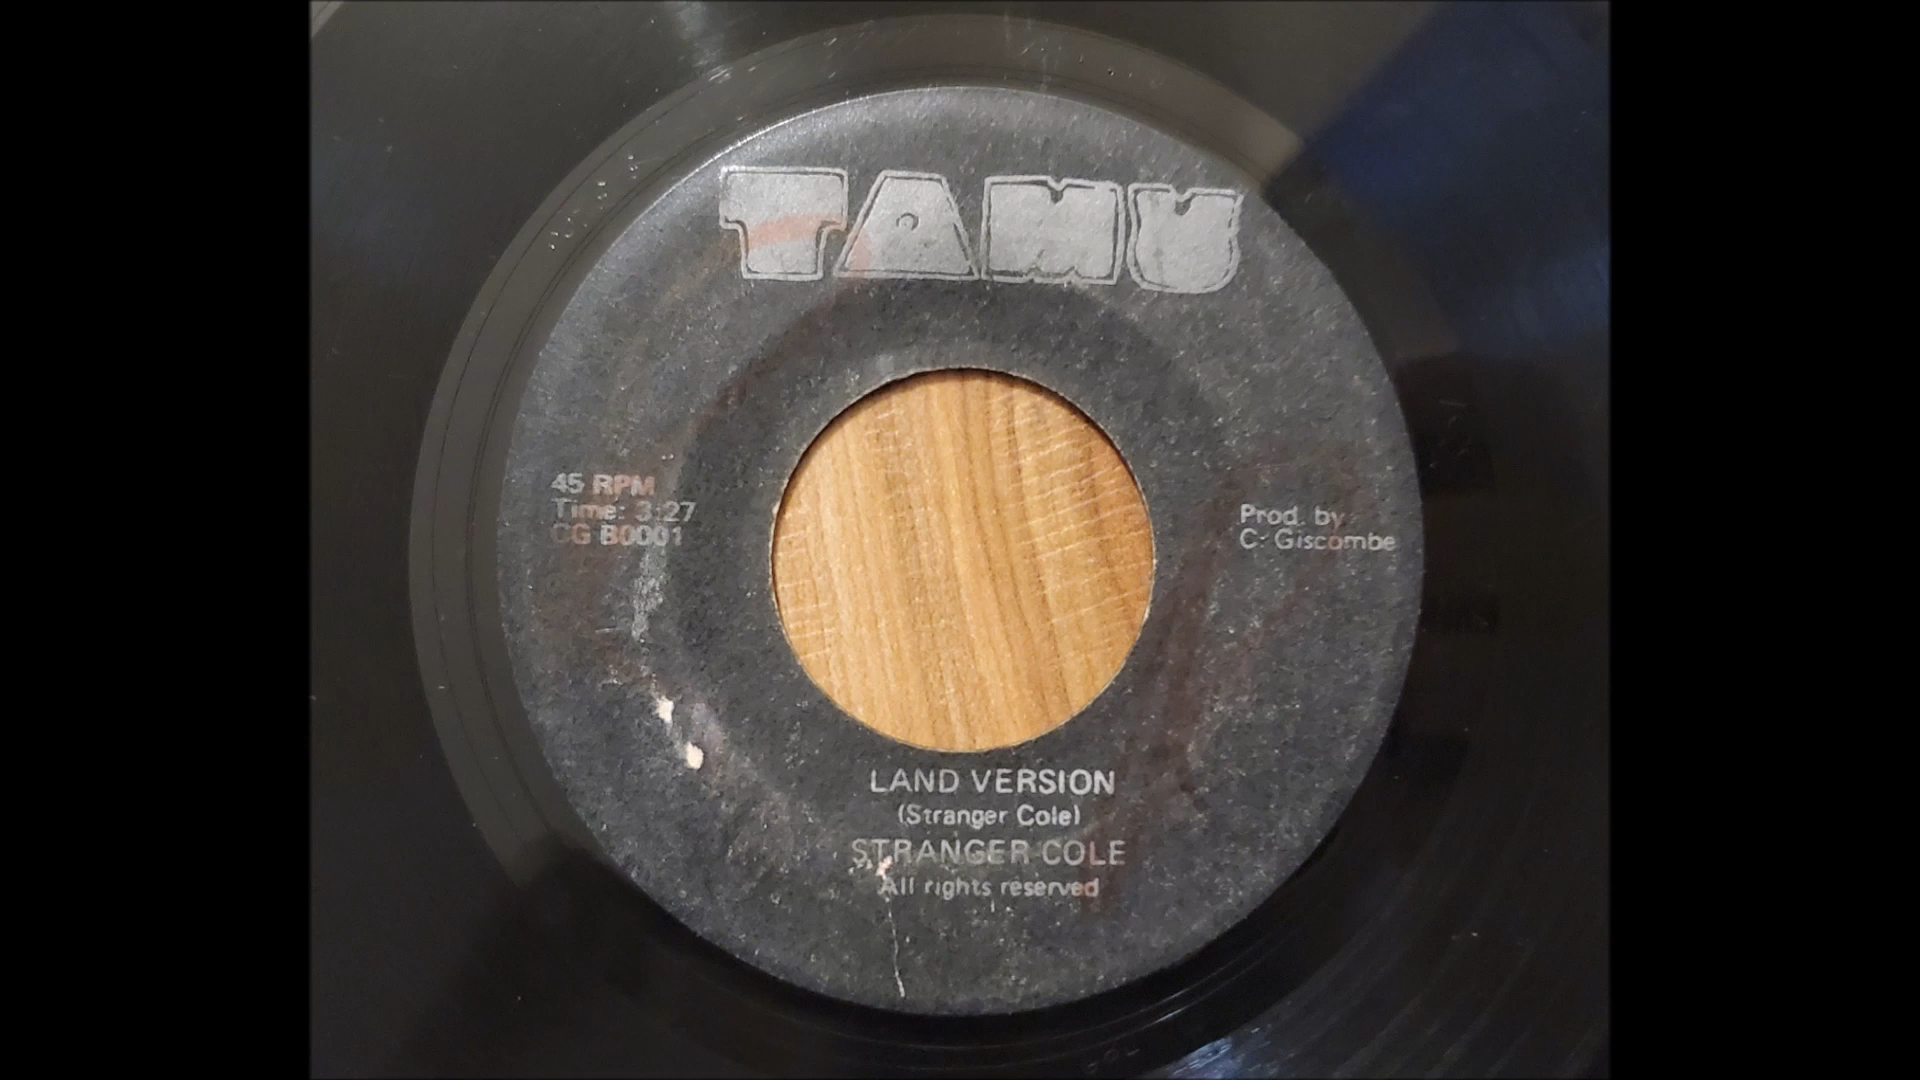 TAMU
45 RPM
Time: 3:27
CG B0001
Prod. by
C. Giscombe
LAND VERSION
(Stranger Cole)
STRANGER COLE
All rights reserved